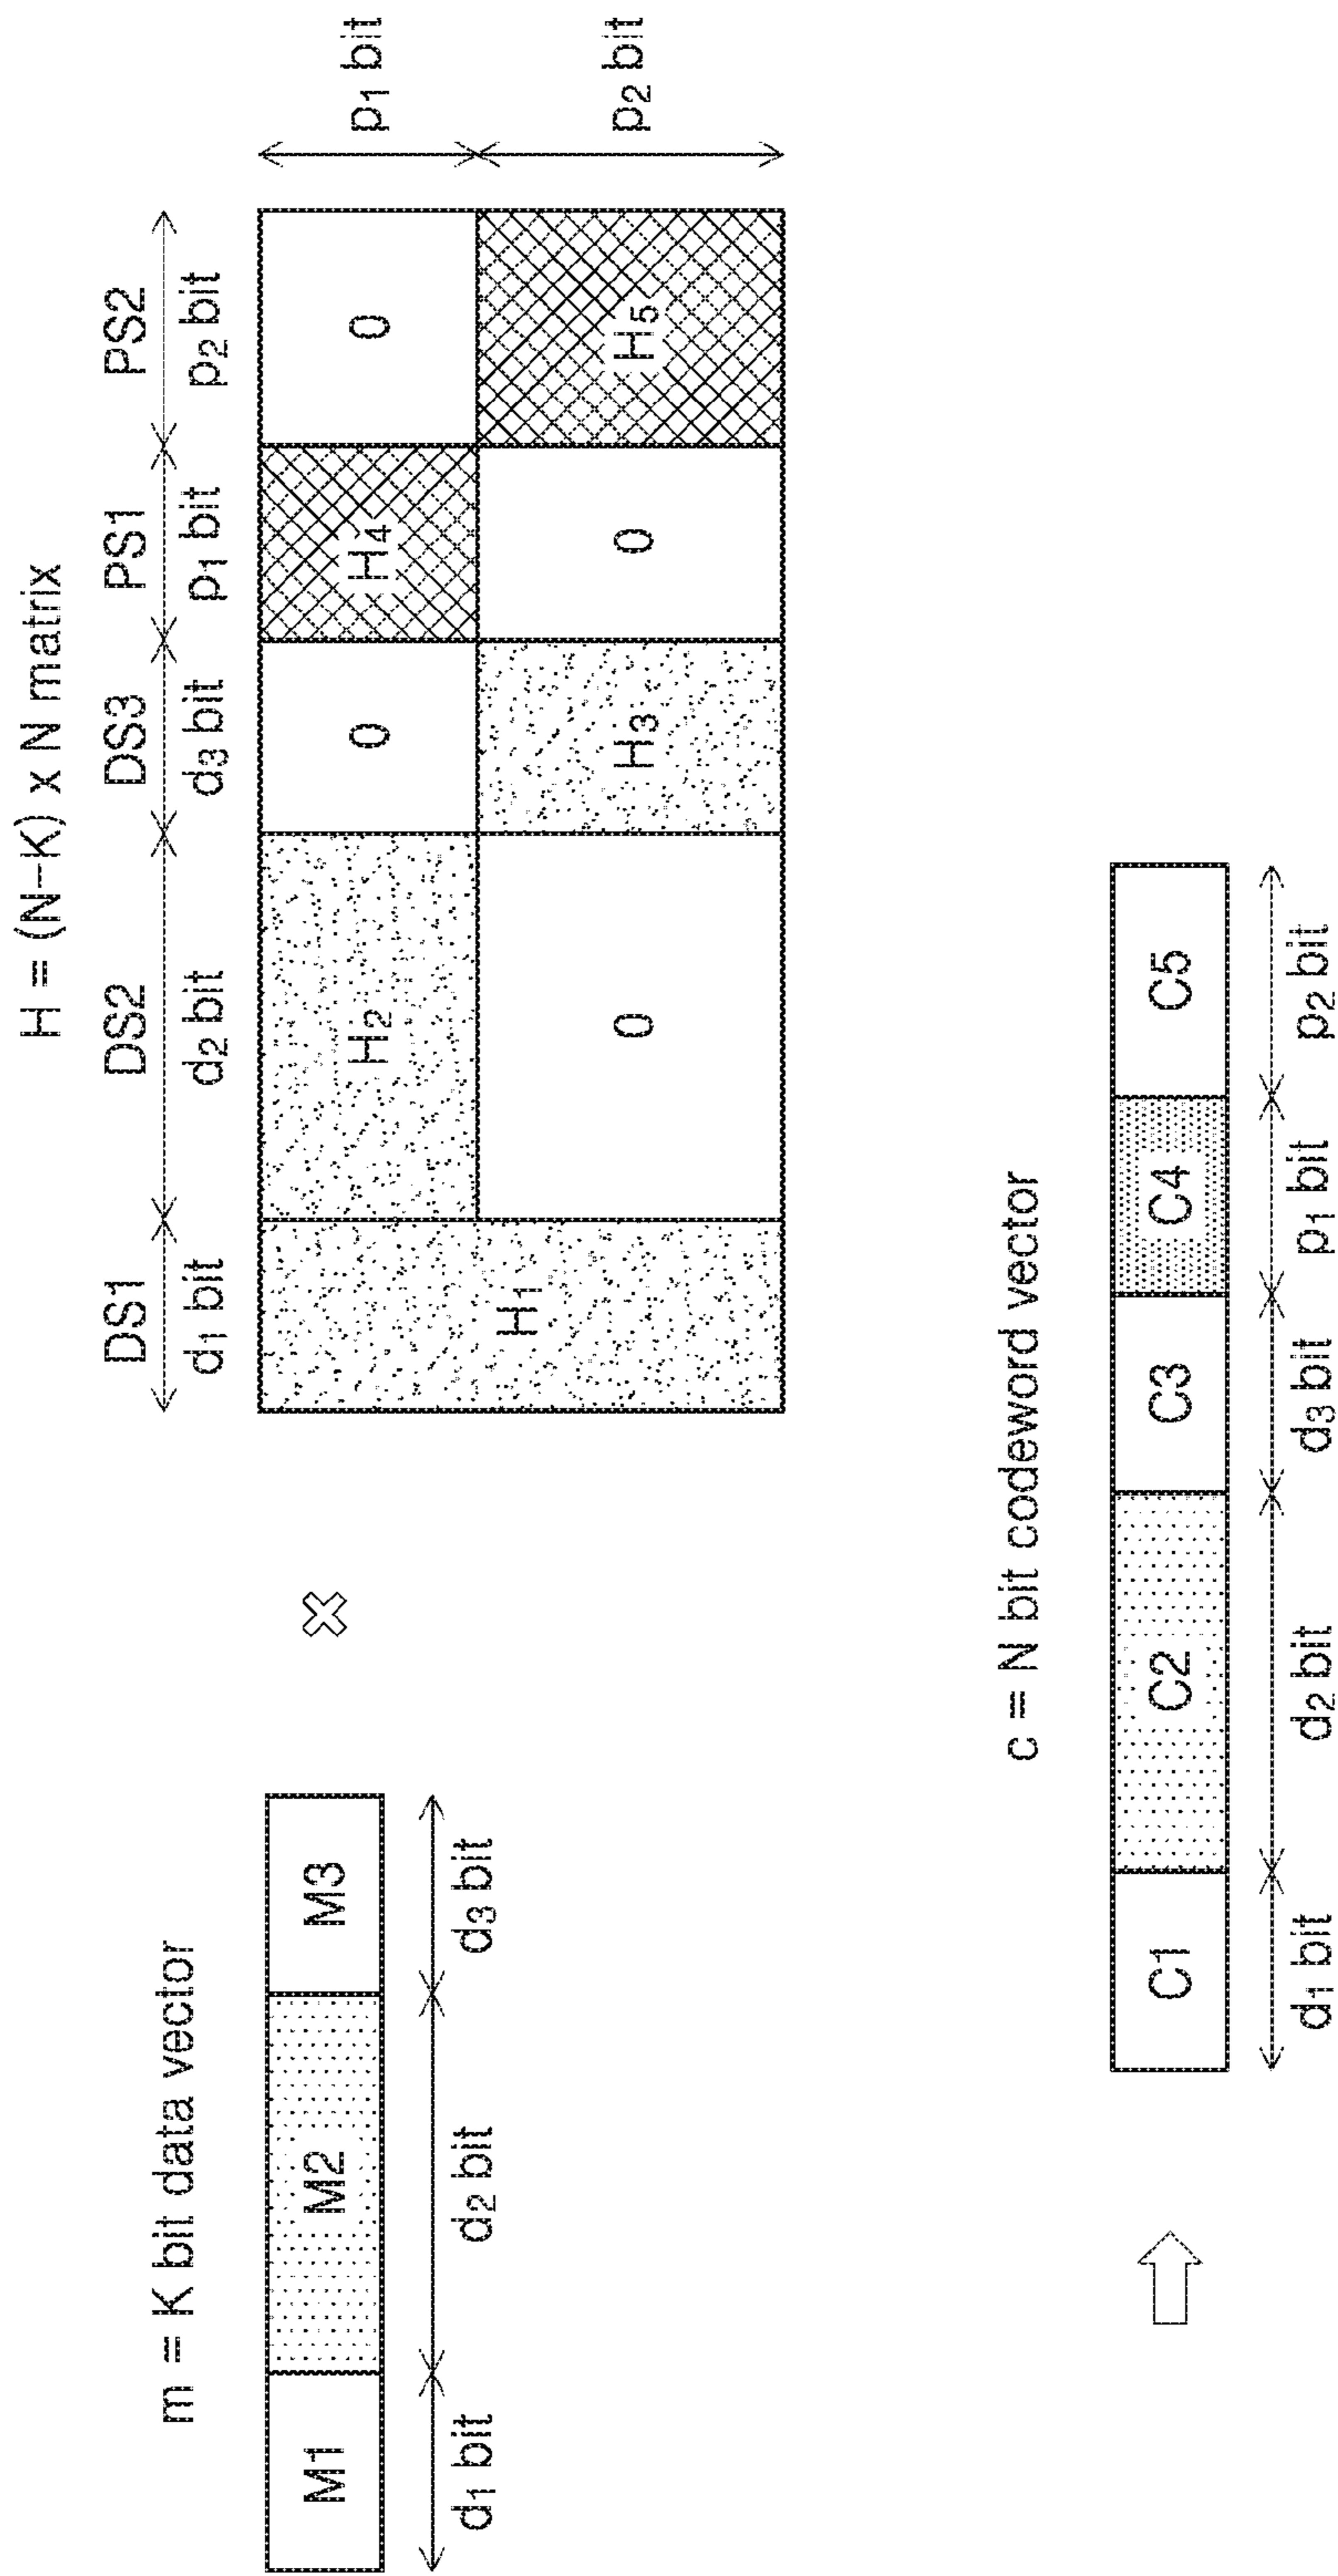 m = K bit data vector
M1 M2 M3
d1 bit d2 bit d3 bit
×
H = (N-K) x N matrix
DS1 DS2 DS3 PS1 PS2
d1 bit d2 bit d3 bit p1 bit p2 bit
H1 H2 0 H4 0
0 H3 0 H5
p1 bit
p2 bit
c = N bit codeword vector
C1 C2 C3 C4 C5
d1 bit d2 bit d3 bit p1 bit p2 bit